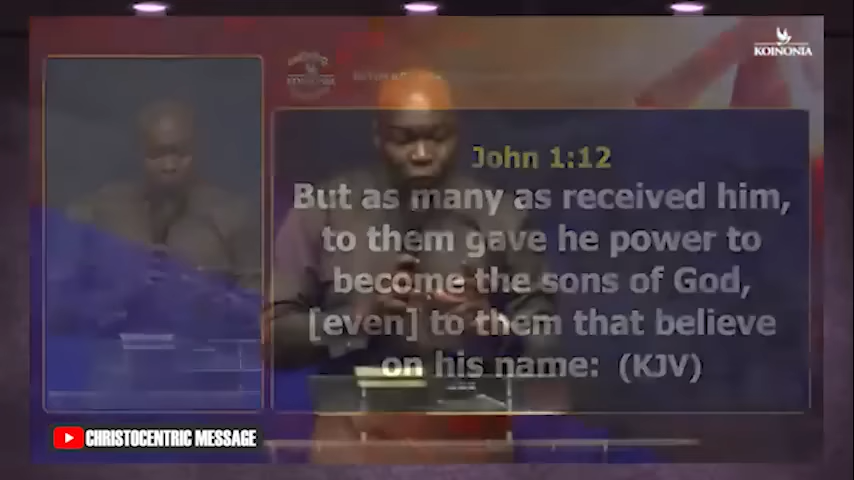 KOINONIA
John 1:12
But as many as received him,
to them gave he power to
become the sons of God,
[even] to them that believe
on his name: (KJV)
CHRISTOCENTRIC MESSAGE